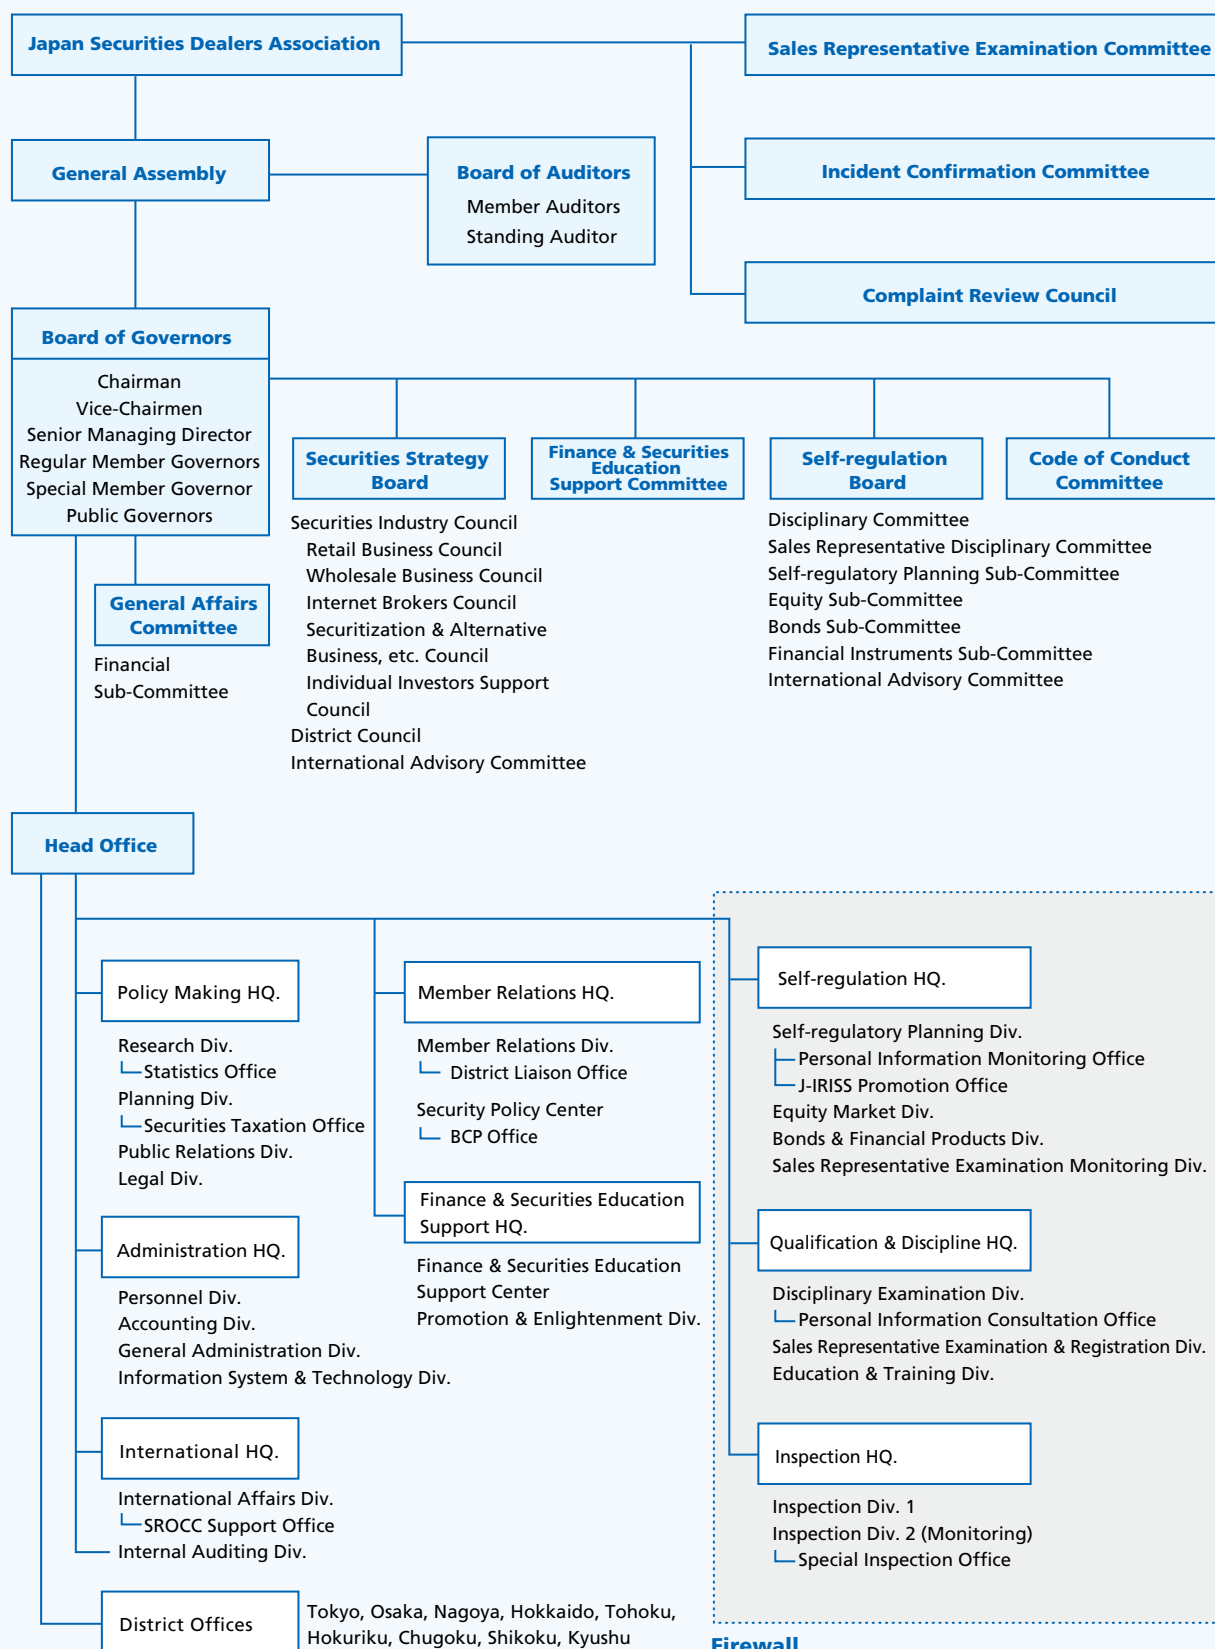 Japan Securities Dealers Association
Sales Representative Examination Committee
General Assembly
Board of Auditors
Member Auditors
Standing Auditor
Incident Confirmation Committee
Complaint Review Council
Board of Governors
Chairman
Vice-Chairmen
Senior Managing Director
Regular Member Governors
Special Member Governor
Public Governors
General Affairs
Committee
Financial
Sub-Committee
Securities Strategy
Board
Securities Industry Council
Retail Business Council
Wholesale Business Council
Internet Brokers Council
Securitization & Alternative
Business, etc. Council
Individual Investors Support
Council
District Council
International Advisory Committee
Finance & Securities
Education
Support Committee
Self-regulation
Board
Disciplinary Committee
Sales Representative Disciplinary Committee
Self-regulatory Planning Sub-Committee
Equity Sub-Committee
Bonds Sub-Committee
Financial Instruments Sub-Committee
International Advisory Committee
Code of Conduct
Committee
Head Office
Policy Making HQ.
Research Div.
Statistics Office
Planning Div.
Securities Taxation Office
Public Relations Div.
Legal Div.
Administration HQ.
Personnel Div.
Accounting Div.
General Administration Div.
Information System & Technology Div.
International HQ.
International Affairs Div.
SROCC Support Office
Internal Auditing Div.
District Offices
Tokyo, Osaka, Nagoya, Hokkaido, Tohoku,
Hokuriku, Chugoku, Shikoku, Kyushu
Member Relations HQ.
Member Relations Div.
District Liaison Office
Security Policy Center
BCP Office
Finance & Securities Education
Support HQ.
Finance & Securities Education
Support Center
Promotion & Enlightenment Div.
Self-regulation HQ.
Self-regulatory Planning Div.
Personal Information Monitoring Office
J-IRISS Promotion Office
Equity Market Div.
Bonds & Financial Products Div.
Sales Representative Examination Monitoring Div.
Qualification & Discipline HQ.
Disciplinary Examination Div.
Personal Information Consultation Office
Sales Representative Examination & Registration Div.
Education & Training Div.
Inspection HQ.
Inspection Div. 1
Inspection Div. 2 (Monitoring)
Special Inspection Office
Firewall